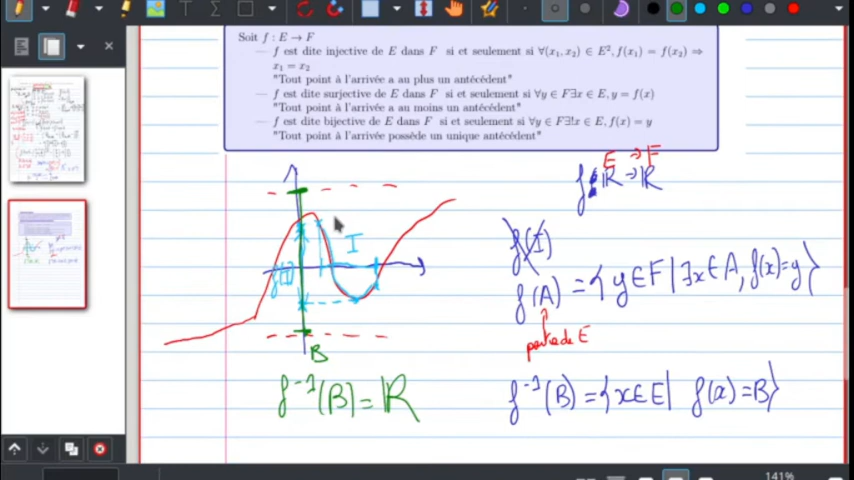 Soit f : E → F
— f est dite injective de E dans F si et seulement si ∀(x₁, x₂) ∈ E², f(x₁) = f(x₂) ⇒
x₁ = x₂
"Tout point à l'arrivée a au plus un antécédent"
— f est dite surjective de E dans F si et seulement si ∀y ∈ F∃x ∈ E, y = f(x)
"Tout point à l'arrivée a au moins un antécédent"
— f est dite bijective de E dans F si et seulement si ∀y ∈ F∃!x ∈ E, f(x) = y
"Tout point à l'arrivée possède un unique antécédent"
E → F
f: ℝ → ℝ
f(I)
I
f(I)
f(A) = { y ∈ F | ∃x ∈ A, f(x) = y }
partie de E
B
f⁻¹(B) = ℝ
f⁻¹(B) = { x ∈ E | f(x) = B }
141%